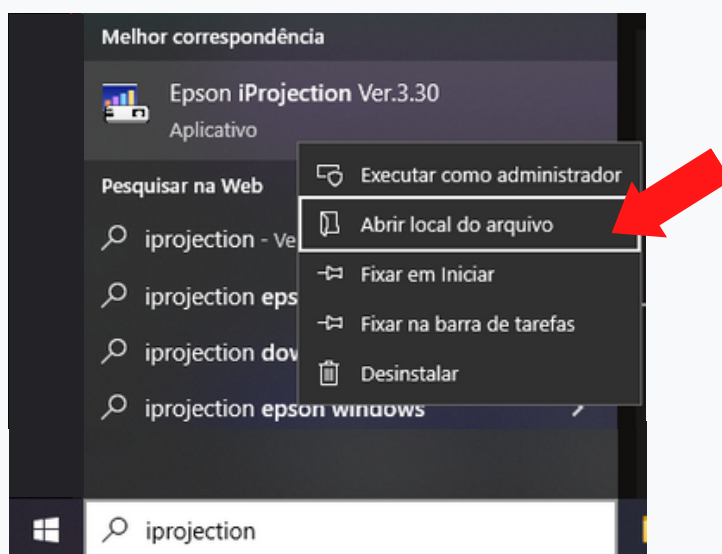 Melhor correspondência
Epson iProjection Ver.3.30
Aplicativo
Pesquisar na Web
iprojection - Ve
iprojection eps
iprojection dow
iprojection epson windows
Executar como administrador
Abrir local do arquivo
Fixar em Iniciar
Fixar na barra de tarefas
Desinstalar
iprojection